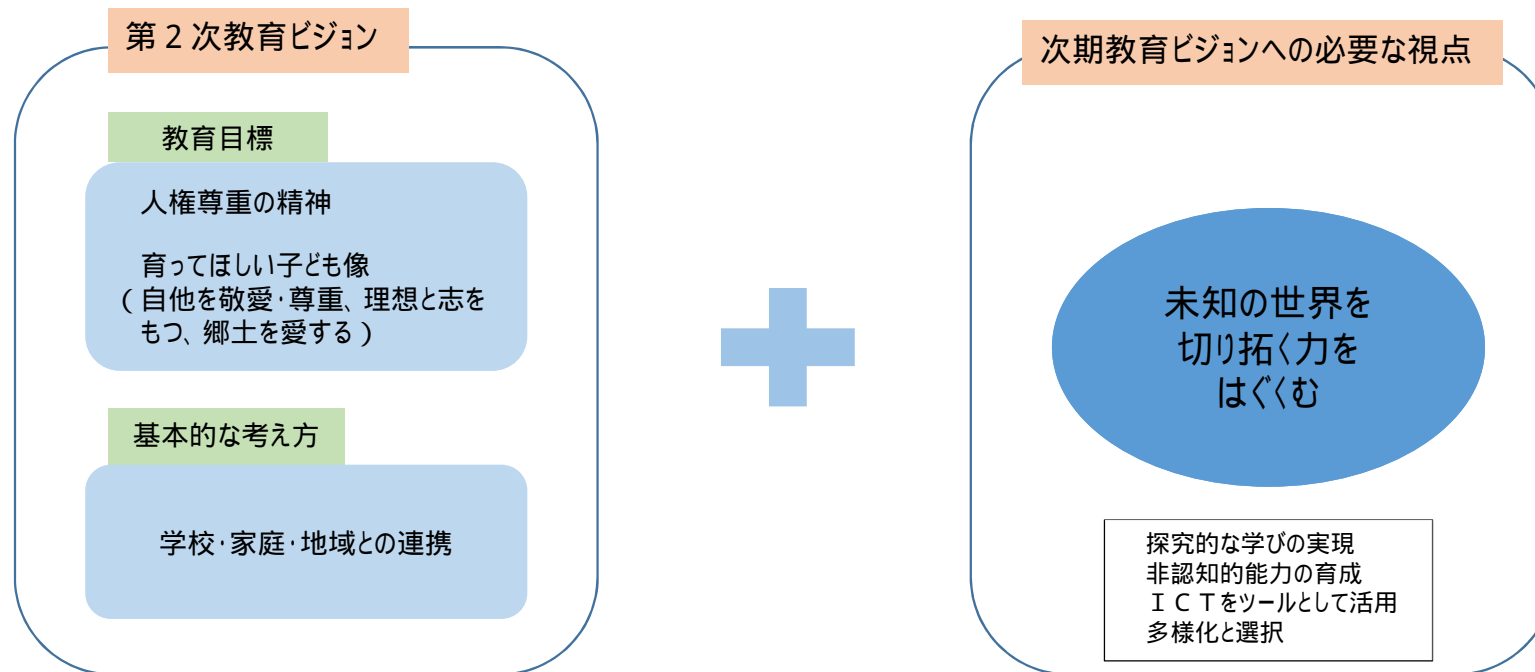 第２次教育ビジョン
教育目標
人権尊重の精神
育ってほしい子ども像
（自他を敬愛・尊重、理想と志を
もつ、郷土を愛する）
基本的な考え方
学校・家庭・地域との連携
次期教育ビジョンへの必要な視点
未知の世界を
切り拓く力を
はぐくむ
探究的な学びの実現
非認知的能力の育成
ＩＣＴをツールとして活用
多様化と選択